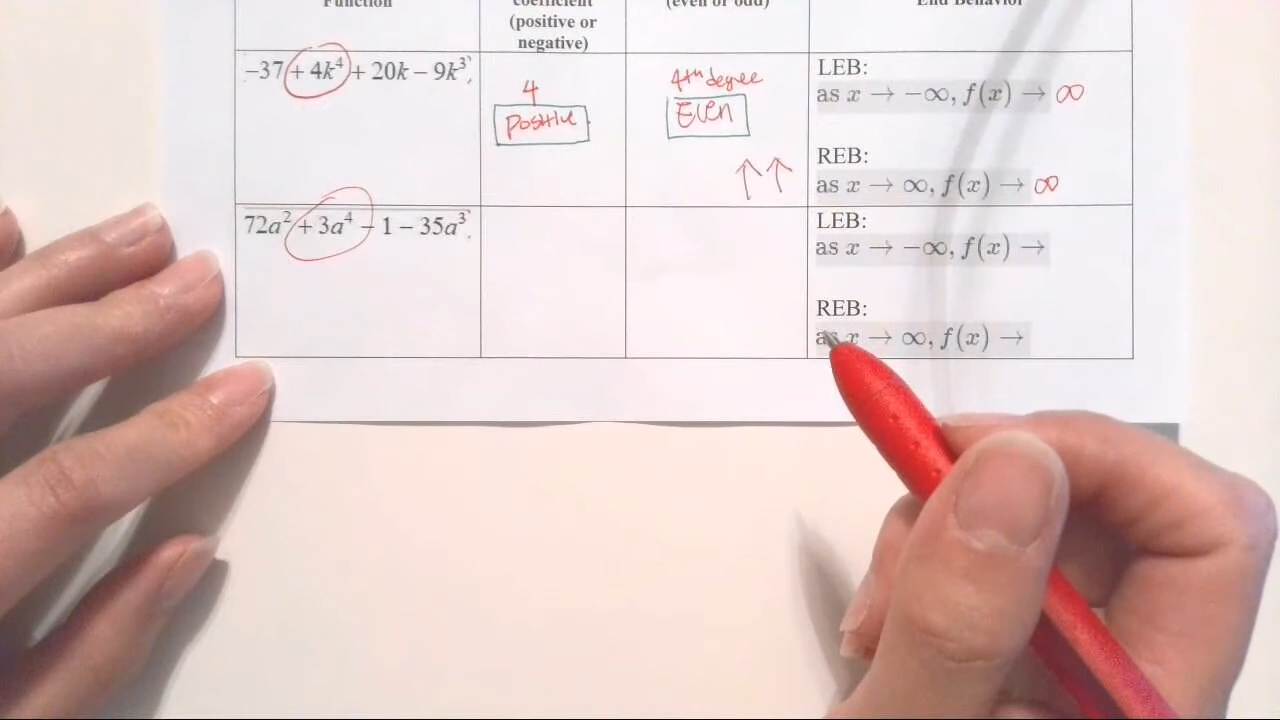 Function
coefficient
(positive or
negative)
(even or odd)
End Behavior
-37 + 4k⁴ + 20k - 9k³,
4
Positive
4th degree
Even
LEB:
as x → -∞, f(x) → ∞
REB:
as x → ∞, f(x) → ∞
↑↑
72a² + 3a⁴ - 1 - 35a³.
LEB:
as x → -∞, f(x) →
REB:
as x → ∞, f(x) →